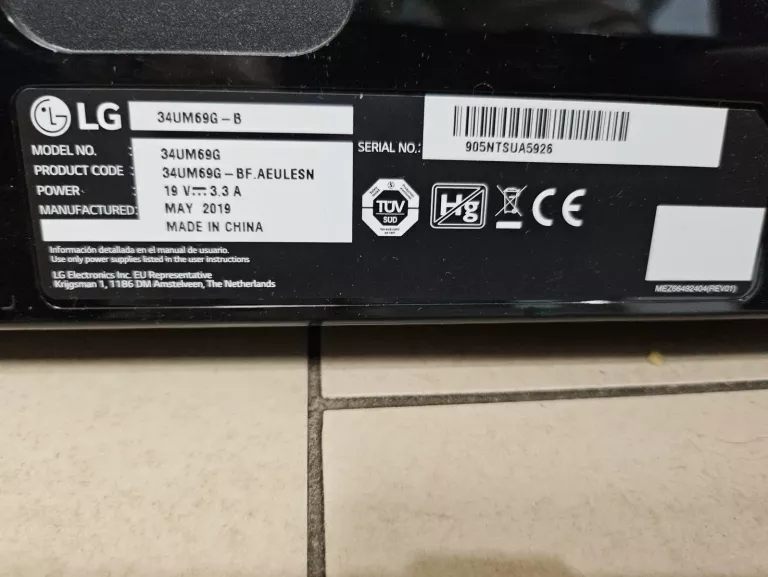 LG 34UM69G-B
MODEL NO. : 34UM69G
PRODUCT CODE : 34UM69G-BF.AEULESN
POWER : 19 V⎓ 3.3 A
MANUFACTURED: MAY 2019
MADE IN CHINA
SERIAL NO.: 905NTSUA5926
TÜV
SÜD
Hg
CE
Información detallada en el manual de usuario.
Use only power supplies listed in the user instructions
LG Electronics Inc. EU Representative
Krijgsman 1, 1186 DM Amstelveen, The Netherlands
MEZ66492404(REV01)